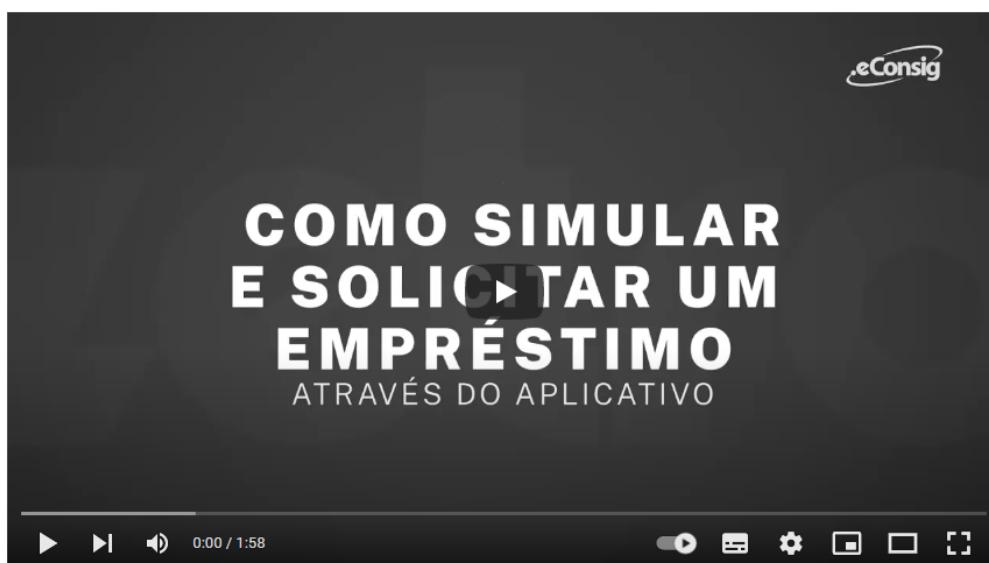 eConsig
COMO SIMULAR
E SOLICITAR UM
EMPRÉSTIMO
ATRAVÉS DO APLICATIVO
0:00 / 1:58